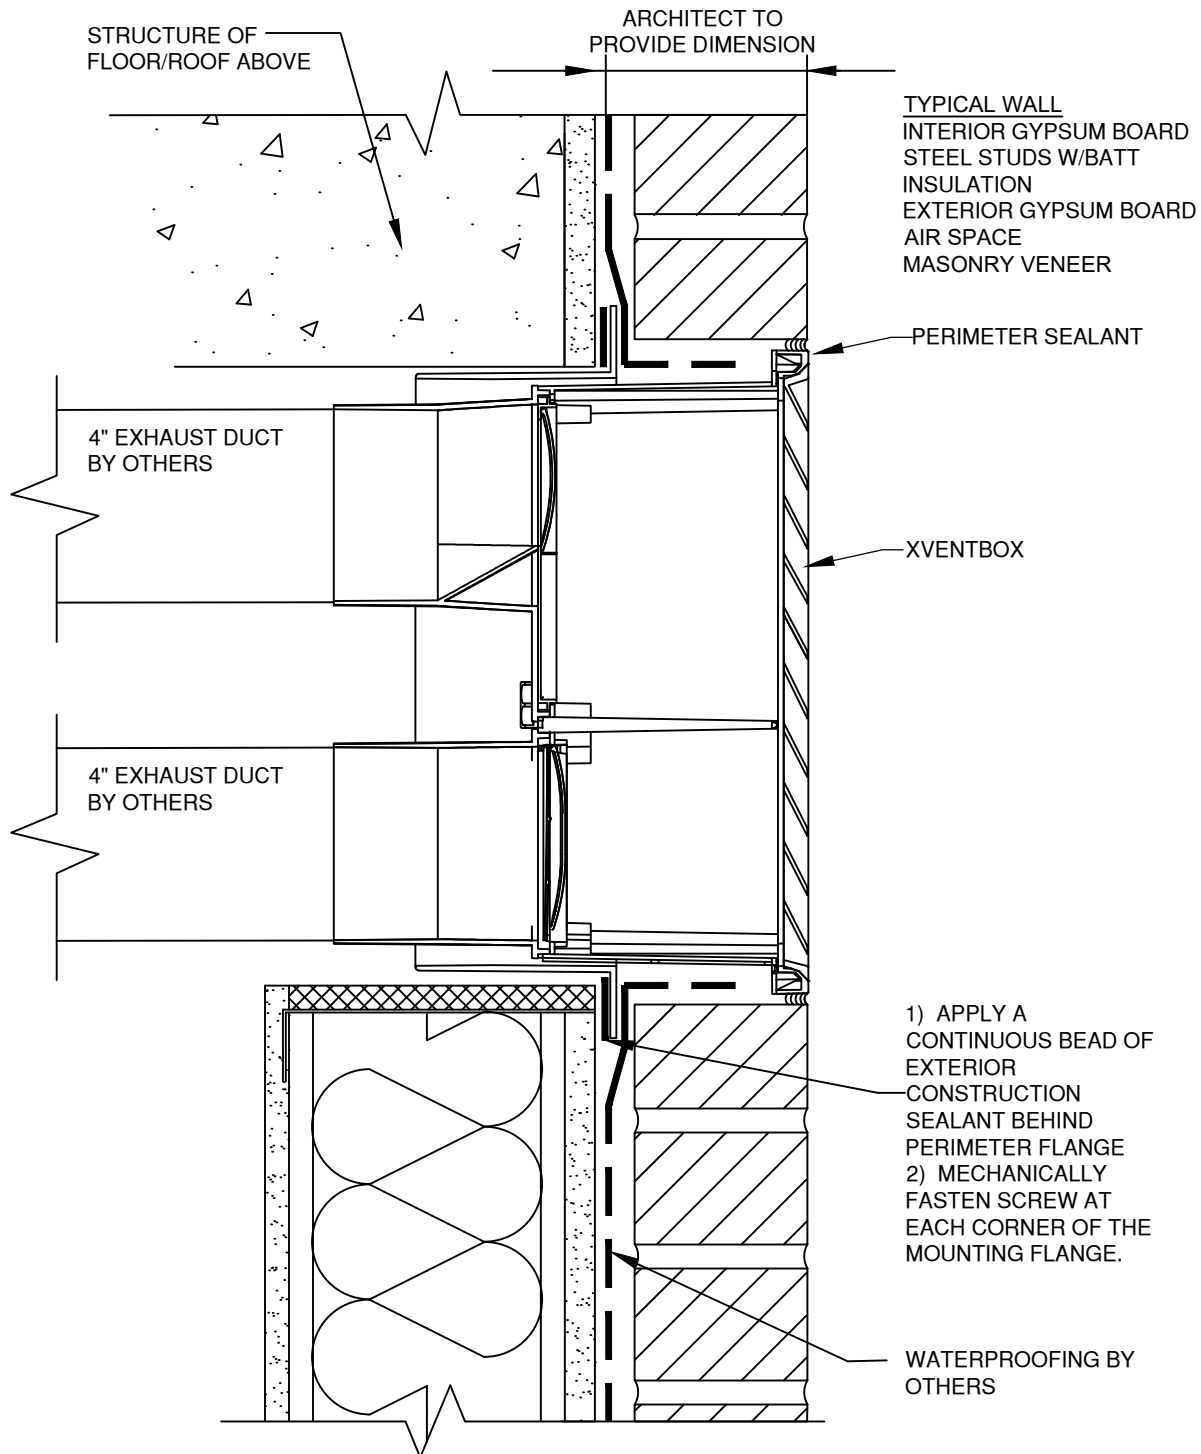 STRUCTURE OF
FLOOR/ROOF ABOVE
ARCHITECT TO
PROVIDE DIMENSION
TYPICAL WALL
INTERIOR GYPSUM BOARD
STEEL STUDS W/BATT
INSULATION
EXTERIOR GYPSUM BOARD
AIR SPACE
MASONRY VENEER
PERIMETER SEALANT
4" EXHAUST DUCT
BY OTHERS
XVENTBOX
4" EXHAUST DUCT
BY OTHERS
1) APPLY A
CONTINUOUS BEAD OF
EXTERIOR
CONSTRUCTION
SEALANT BEHIND
PERIMETER FLANGE
2) MECHANICALLY
FASTEN SCREW AT
EACH CORNER OF THE
MOUNTING FLANGE.
WATERPROOFING BY
OTHERS